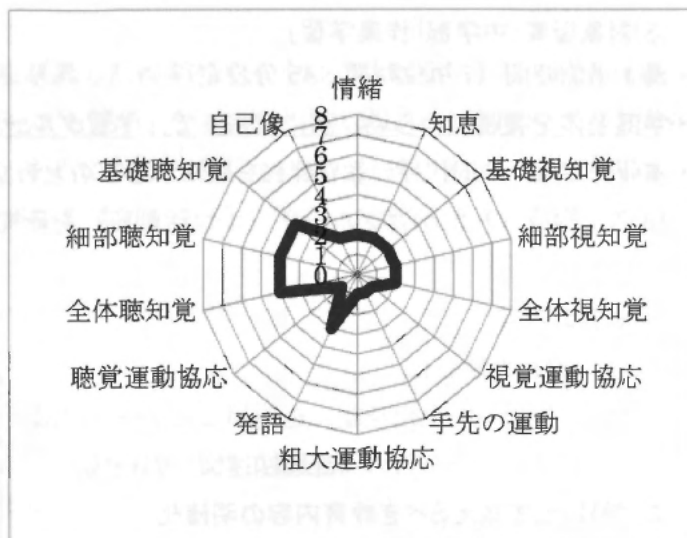 情緒
自己像
知恵
基礎聴知覚
基礎視知覚
細部聴知覚
細部視知覚
全体聴知覚
全体視知覚
聴覚運動協応
視覚運動協応
発語
手先の運動
粗大運動協応
8
7
6
5
4
3
2
1
0